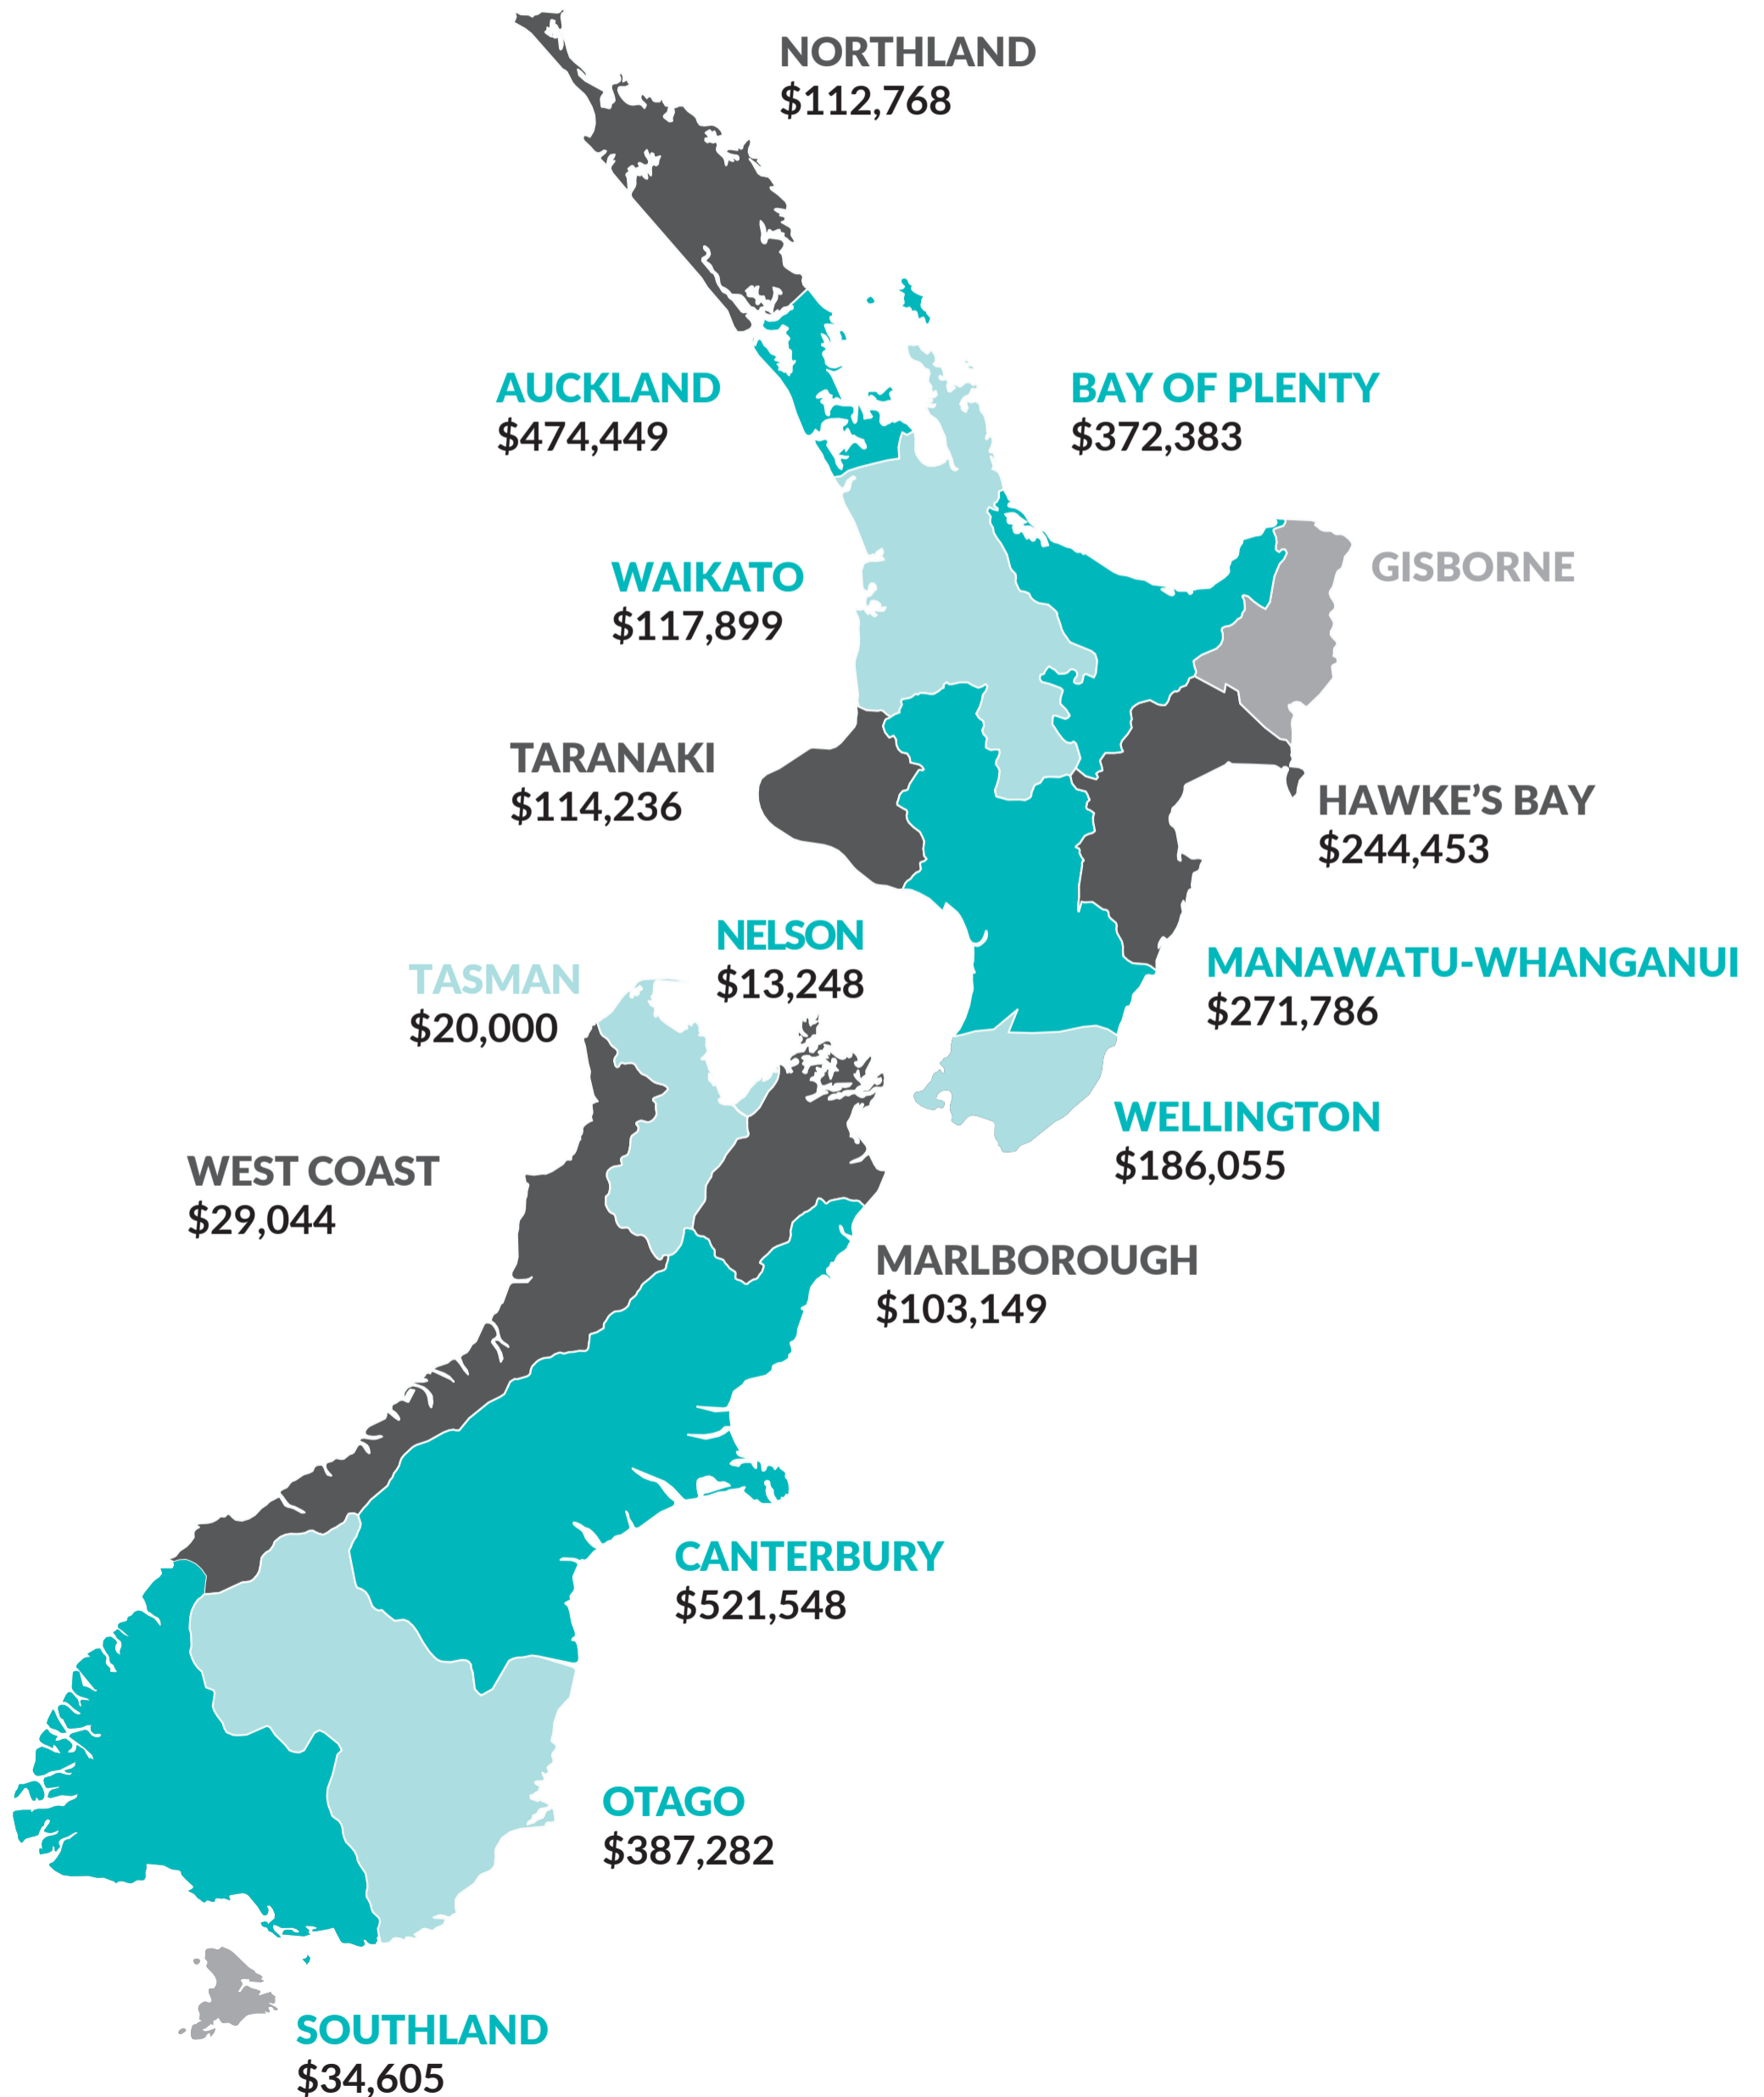 NORTHLAND
$112,768
AUCKLAND
$474,449
BAY OF PLENTY
$372,383
WAIKATO
$117,899
GISBORNE
TARANAKI
$114,236
HAWKE'S BAY
$244,453
NELSON
$13,248
MANAWATU-WHANGANUI
$271,786
TASMAN
$20,000
WELLINGTON
$186,055
WEST COAST
$29,044
MARLBOROUGH
$103,149
CANTERBURY
$521,548
OTAGO
$387,282
SOUTHLAND
$34,605